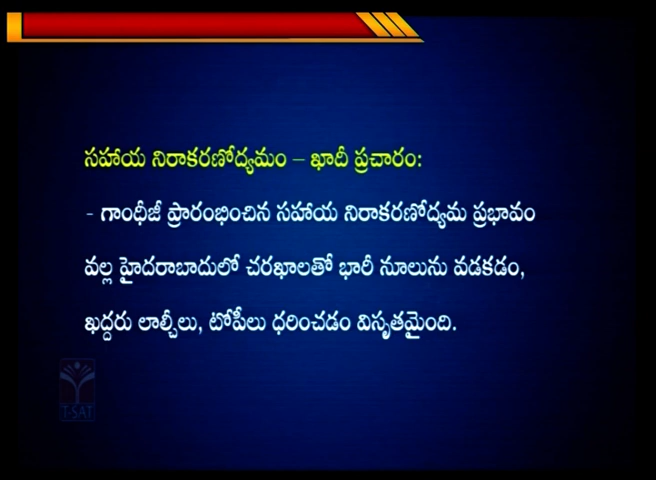 సహాయ నిరాకరణోద్యమం – ఖాదీ ప్రచారం:
- గాంధీజీ ప్రారంభించిన సహాయ నిరాకరణోద్యమ ప్రభావం
వల్ల హైదరాబాదులో చరఖాలతో భారీ నూలును వడకడం,
ఖద్దరు లాల్చీలు, టోపీలు ధరించడం విస్తృతమైంది.
T-SAT